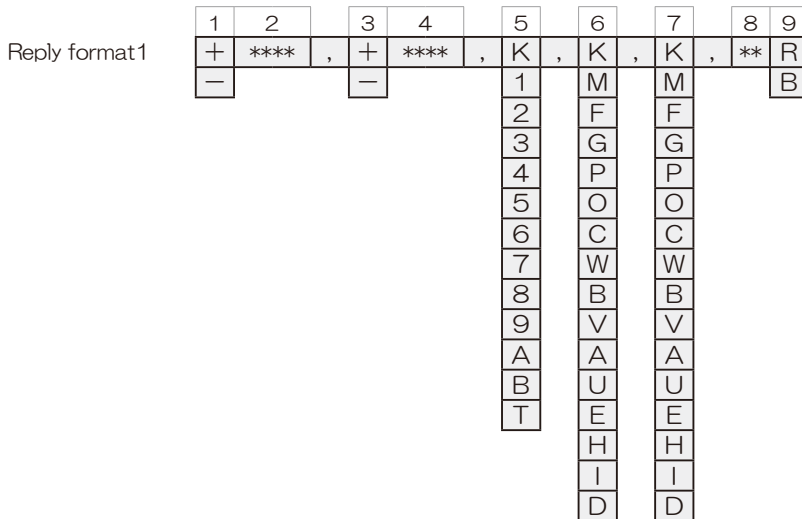 1 2 3 4 5 6 7 8 9
Reply format1 + **** , + **** , K , K , K , ** R
− − 1 M M B
2 F F
3 G G
4 P P
5 O O
6 C C
7 W W
8 B B
9 V V
A A A
B U U
T E E
H H
I I
D D